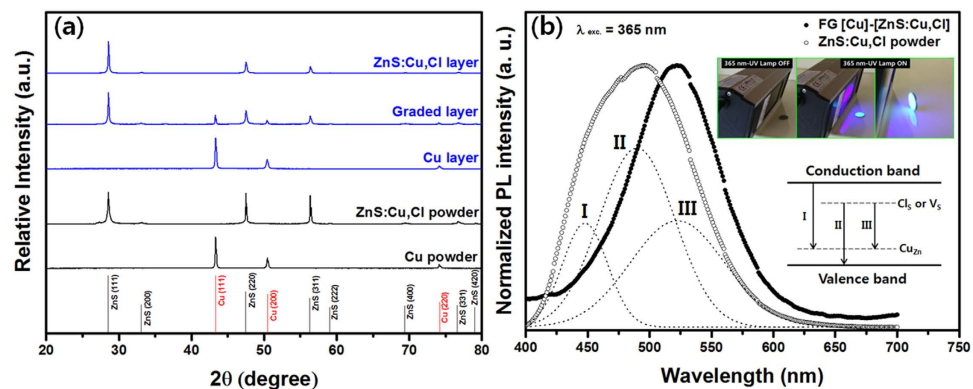 (a)
Relative Intensity (a.u.)
ZnS:Cu,Cl layer
Graded layer
Cu layer
ZnS:Cu,Cl powder
Cu powder
ZnS (111)
ZnS (200)
Cu (111)
ZnS (220)
Cu (200)
ZnS (311)
ZnS (222)
ZnS (400)
Cu (220)
ZnS (331)
ZnS (420)
20 30 40 50 60 70 80
2θ (degree)
(b)
Normalized PL intensity (a. u.)
λ exc. = 365 nm
FG [Cu]-[ZnS:Cu,Cl]
ZnS:Cu,Cl powder
365 nm-UV Lamp OFF
365 nm-UV Lamp ON
I
II
III
Conduction band
ClS or VS
I
II
III
CuZn
Valence band
400 450 500 550 600 650 700 750
Wavelength (nm)